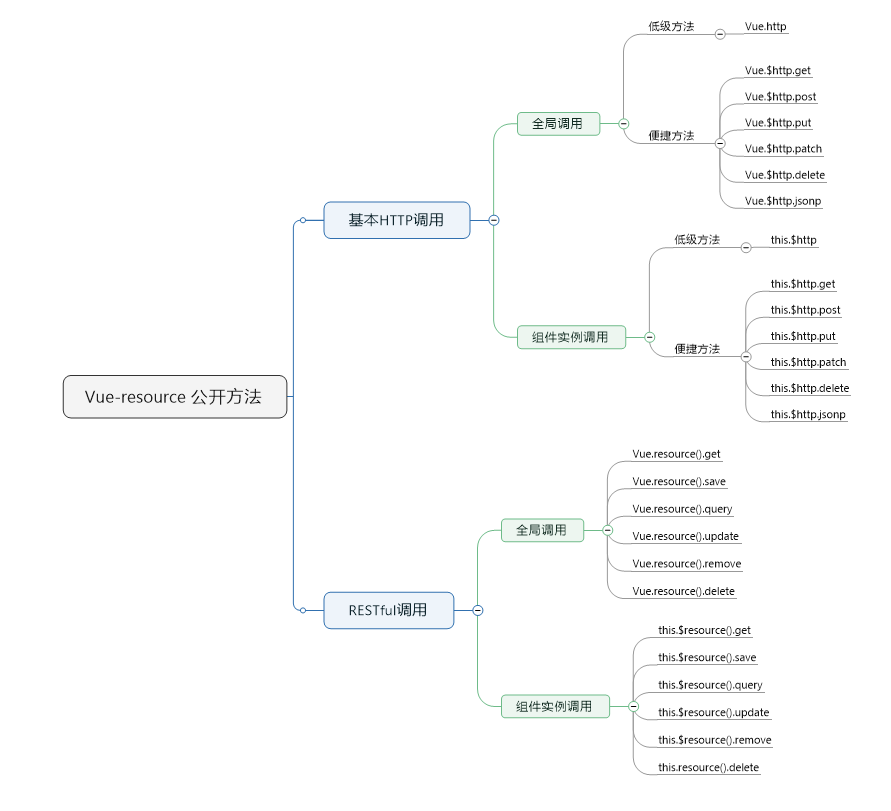 Vue-resource 公开方法
基本HTTP调用
全局调用
低级方法
Vue.http
便捷方法
Vue.$http.get
Vue.$http.post
Vue.$http.put
Vue.$http.patch
Vue.$http.delete
Vue.$http.jsonp
组件实例调用
低级方法
this.$http
便捷方法
this.$http.get
this.$http.post
this.$http.put
this.$http.patch
this.$http.delete
this.$http.jsonp
RESTful调用
全局调用
Vue.resource().get
Vue.resource().save
Vue.resource().query
Vue.resource().update
Vue.resource().remove
Vue.resource().delete
组件实例调用
this.$resource().get
this.$resource().save
this.$resource().query
this.$resource().update
this.$resource().remove
this.resource().delete